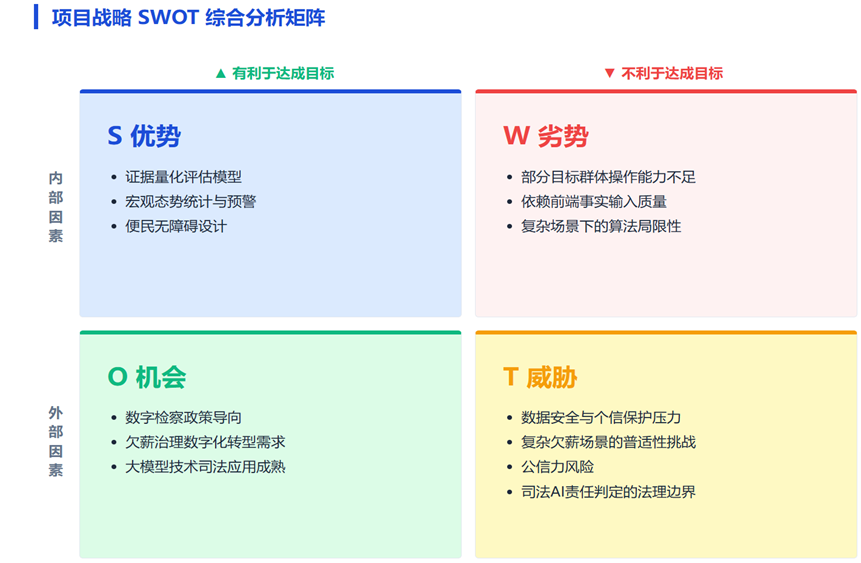 项目战略 SWOT 综合分析矩阵
▲ 有利于达成目标
▼ 不利于达成目标
内部因素
S 优势
• 证据量化评估模型
• 宏观态势统计与预警
• 便民无障碍设计
W 劣势
• 部分目标群体操作能力不足
• 依赖前端事实输入质量
• 复杂场景下的算法局限性
外部因素
O 机会
• 数字检察政策导向
• 欠薪治理数字化转型需求
• 大模型技术司法应用成熟
T 威胁
• 数据安全与个信保护压力
• 复杂欠薪场景的普适性挑战
• 公信力风险
• 司法AI责任判定的法理边界